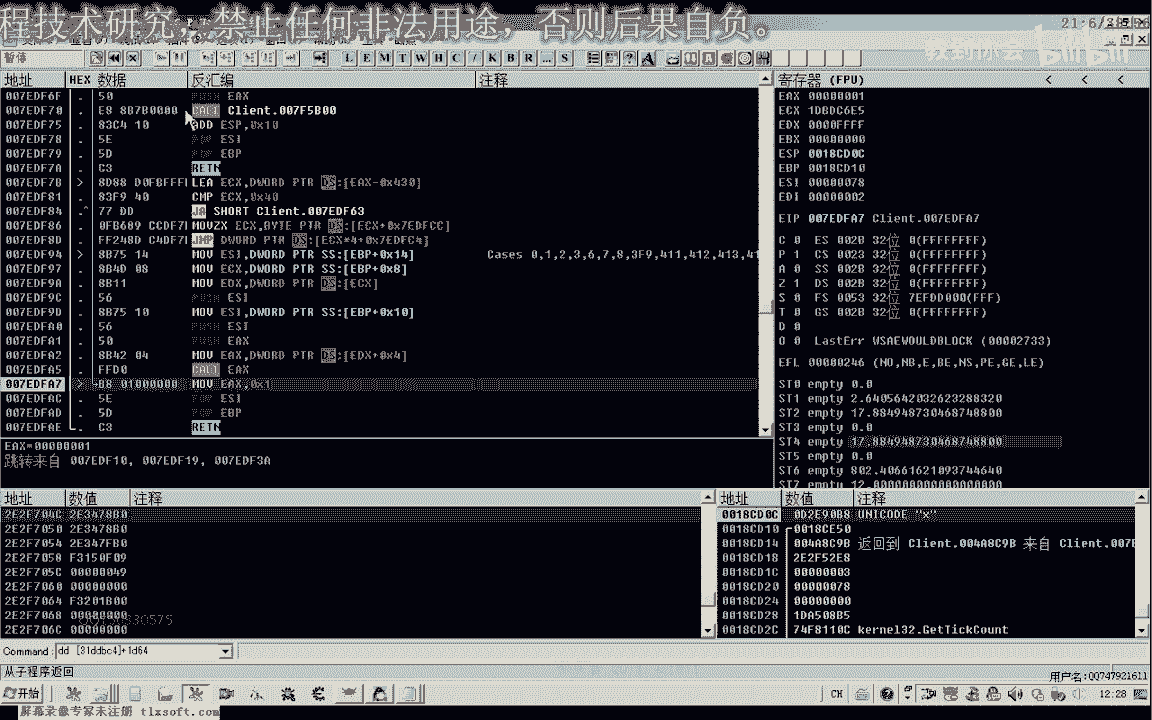 程技术研究，禁止任何非法用途，否则后果自负。
暂停
L E M T W H C / K B R ... S
地址 HEX 数据 反汇编 注释
007EDF6F . 50 PUSH EAX
007EDF70 . E8 8B7B0000 CALL Client.007F5B00
007EDF75 . 83C4 10 ADD ESP,0x10
007EDF78 . 5E POP ESI
007EDF79 . 5D POP EBP
007EDF7A . C3 RETN
007EDF7B > 8D88 D0FBFFFF LEA ECX,DWORD PTR DS:[EAX-0x430]
007EDF81 . 83F9 40 CMP ECX,0x40
007EDF84 .^ 77 DD JA SHORT Client.007EDF63
007EDF86 . 0FB689 CCDF7 MOVZX ECX,BYTE PTR DS:[ECX+0x7EDFCC]
007EDF8D . FF248D C4DF7 JMP DWORD PTR DS:[ECX*4+0x7EDFC4]
007EDF94 > 8B75 14 MOV ESI,DWORD PTR SS:[EBP+0x14] Cases 0,1,2,3,6,7,8,3F9,411,412,413,41
007EDF97 . 8B4D 08 MOV ECX,DWORD PTR SS:[EBP+0x8]
007EDF9A . 8B11 MOV EDX,DWORD PTR DS:[ECX]
007EDF9C . 56 PUSH ESI
007EDF9D . 8B75 10 MOV ESI,DWORD PTR SS:[EBP+0x10]
007EDFA0 . 56 PUSH ESI
007EDFA1 . 50 PUSH EAX
007EDFA2 . 8B42 04 MOV EAX,DWORD PTR DS:[EDX+0x4]
007EDFA5 . FFD0 CALL EAX
007EDFA7 > B8 01000000 MOV EAX,0x1
007EDFAC . 5E POP ESI
007EDFAD . 5D POP EBP
007EDFAE . C3 RETN
EAX=00000001
跳转来自 007EDF10, 007EDF19, 007EDF3A
寄存器 (FPU) < < <
EAX 00000001
ECX 1DBDC6E5
EDX 0000FFFF
EBX 00000000
ESP 0018CD0C
EBP 0018CD10
ESI 00000078
EDI 00000002
EIP 007EDFA7 Client.007EDFA7
C 0 ES 002B 32位 0(FFFFFFFF)
P 1 CS 0023 32位 0(FFFFFFFF)
A 0 SS 002B 32位 0(FFFFFFFF)
Z 1 DS 002B 32位 0(FFFFFFFF)
S 0 FS 0053 32位 7EFDD000(FFF)
T 0 GS 002B 32位 0(FFFFFFFF)
D 0
O 0 LastErr WSAEWOULDBLOCK (00002733)
EFL 00000246 (NO,NB,E,BE,NS,PE,GE,LE)
ST0 empty 0.0
ST1 empty 2.6405642032623288320
ST2 empty 17.884948730468748800
ST3 empty 0.0
ST4 empty 17.884948730468748800
ST5 empty 0.0
ST6 empty 802.40661621093744640
ST7 empty 12.000000000000000000
地址 数值 注释
2E2F704C 2E3478B0
2E2F7050 2E3478B0
2E2F7054 2E347FB0
2E2F7058 F3150F09
2E2F705C 00000049
2E2F7060 00000000
2E2F7064 F3201B00
2E2F7068 00000000
2E2F706C 00000000
地址 数值 注释
0018CD0C 0D2E90B8 UNICODE "x"
0018CD10 0018CE50
0018CD14 004A8C9B 返回到 Client.004A8C9B 来自 Client.007E
0018CD18 2E2F52E8
0018CD1C 00000003
0018CD20 00000078
0018CD24 00000000
0018CD28 1DA508B5
0018CD2C 74F8110C kernel32.GetTickCount
Command: dd [31ddbc4]+1d64
从子程序返回
用户名:QQ747921611
开始 CH 12:28
屏幕录像专家未注册 tlxsoft.com